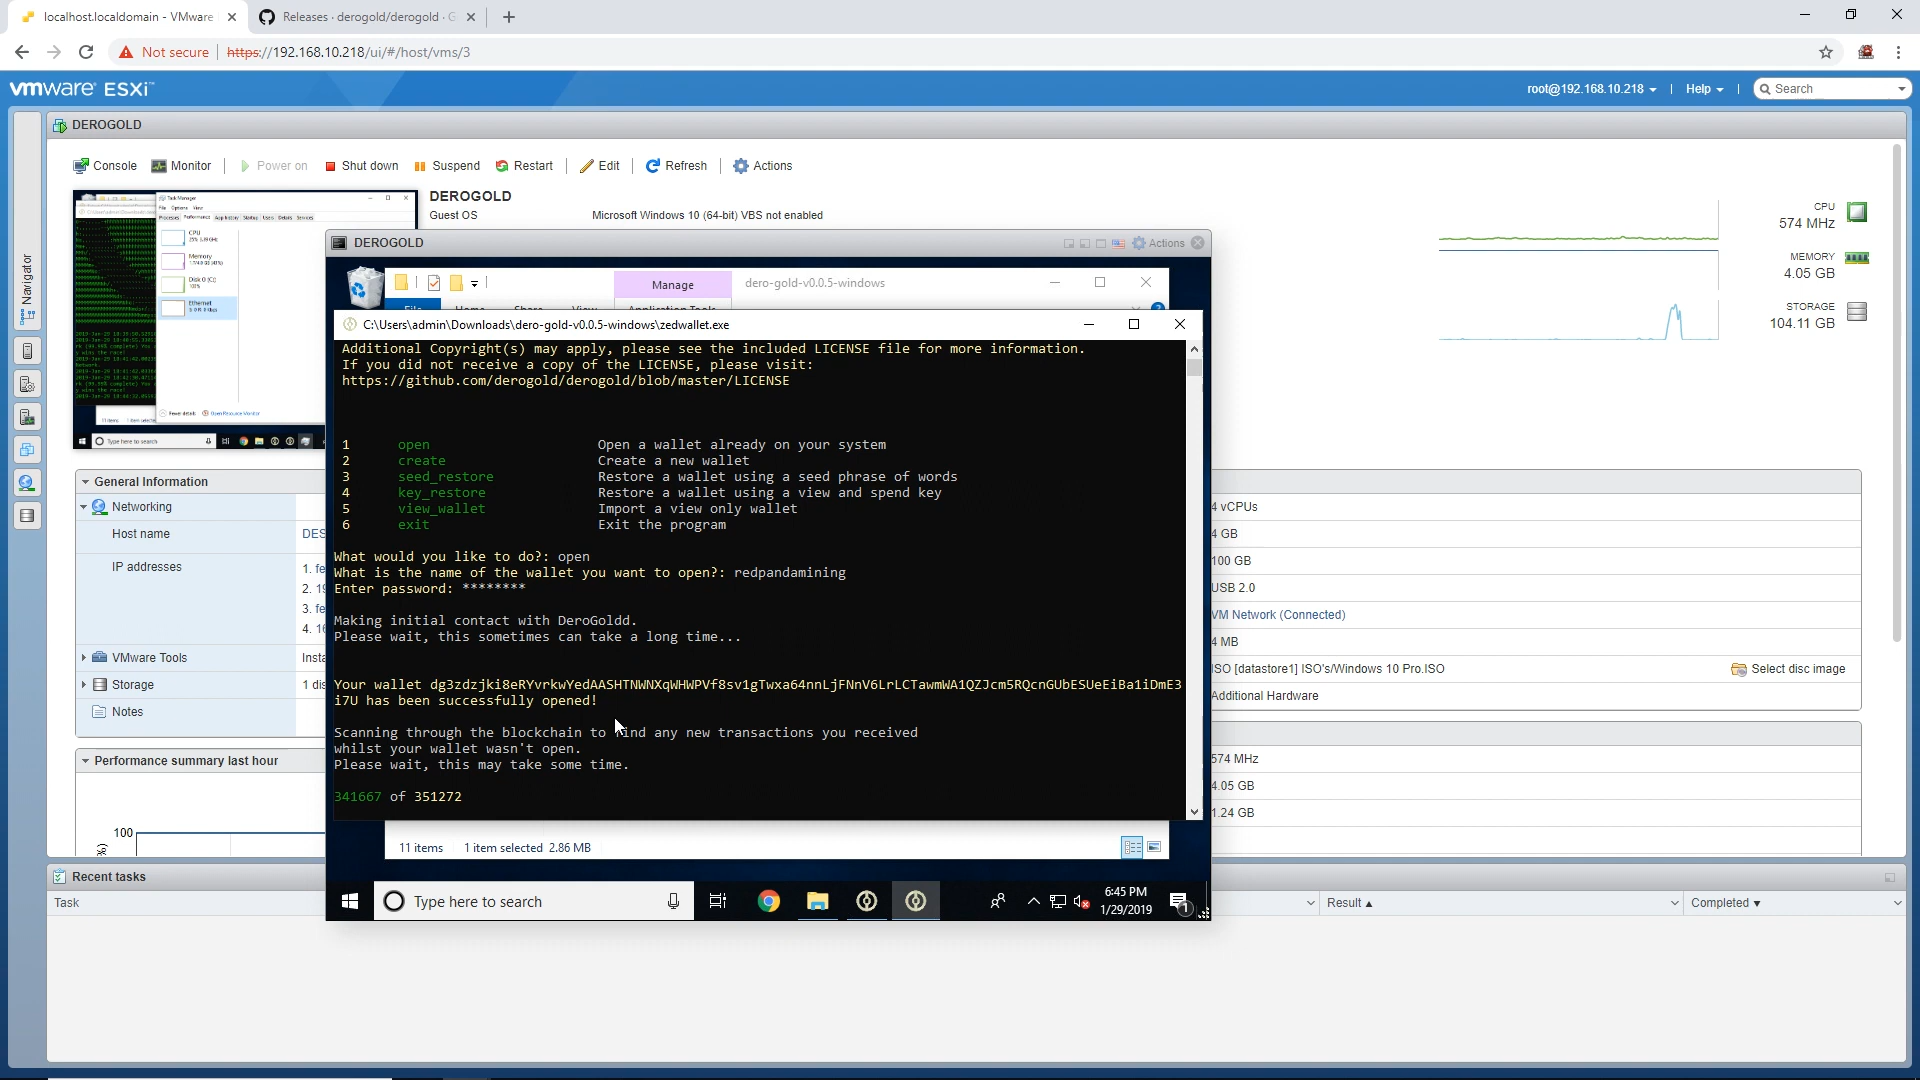 localhost.localdomain - VMware
Releases · derogold/derogold · G
Not secure
https://192.168.10.218/ui/#/host/vms/3
vmware ESXi
root@192.168.10.218
Help
Search
Navigator
DEROGOLD
Console
Monitor
Power on
Shut down
Suspend
Restart
Edit
Refresh
Actions
DEROGOLD
Guest OS
Microsoft Windows 10 (64-bit) VBS not enabled
CPU
574 MHz
MEMORY
4.05 GB
STORAGE
104.11 GB
DEROGOLD
Actions
Manage
dero-gold-v0.0.5-windows
C:\Users\admin\Downloads\dero-gold-v0.0.5-windows\zedwallet.exe
Additional Copyright(s) may apply, please see the included LICENSE file for more information.
If you did not receive a copy of the LICENSE, please visit:
https://github.com/derogold/derogold/blob/master/LICENSE
1 open Open a wallet already on your system
2 create Create a new wallet
3 seed_restore Restore a wallet using a seed phrase of words
4 key_restore Restore a wallet using a view and spend key
5 view_wallet Import a view only wallet
6 exit Exit the program
What would you like to do?: open
What is the name of the wallet you want to open?: redpandamining
Enter password: ********
Making initial contact with DeroGoldd.
Please wait, this sometimes can take a long time...
Your wallet dg3zdzjki8eRYvrkwYedAASHTNWNXqWHWPVf8sv1gTwxa64nnLjFNnV6LrLCTawmWA1QZJcm5RQcnGUbESUeEiBa1iDmE3
i7U has been successfully opened!
Scanning through the blockchain to find any new transactions you received
whilst your wallet wasn't open.
Please wait, this may take some time.
341667 of 351272
11 items 1 item selected 2.86 MB
Type here to search
6:45 PM
1/29/2019
1
General Information
Networking
Host name
DES
IP addresses
1. fe
2. 19
3. fe
4. 16
VMware Tools
Insta
Storage
1 dis
Notes
Performance summary last hour
100
4 vCPUs
4 GB
100 GB
USB 2.0
VM Network (Connected)
4 MB
ISO [datastore1] ISO's/Windows 10 Pro.ISO
Select disc image
Additional Hardware
574 MHz
4.05 GB
1.24 GB
Recent tasks
Task
Result
Completed